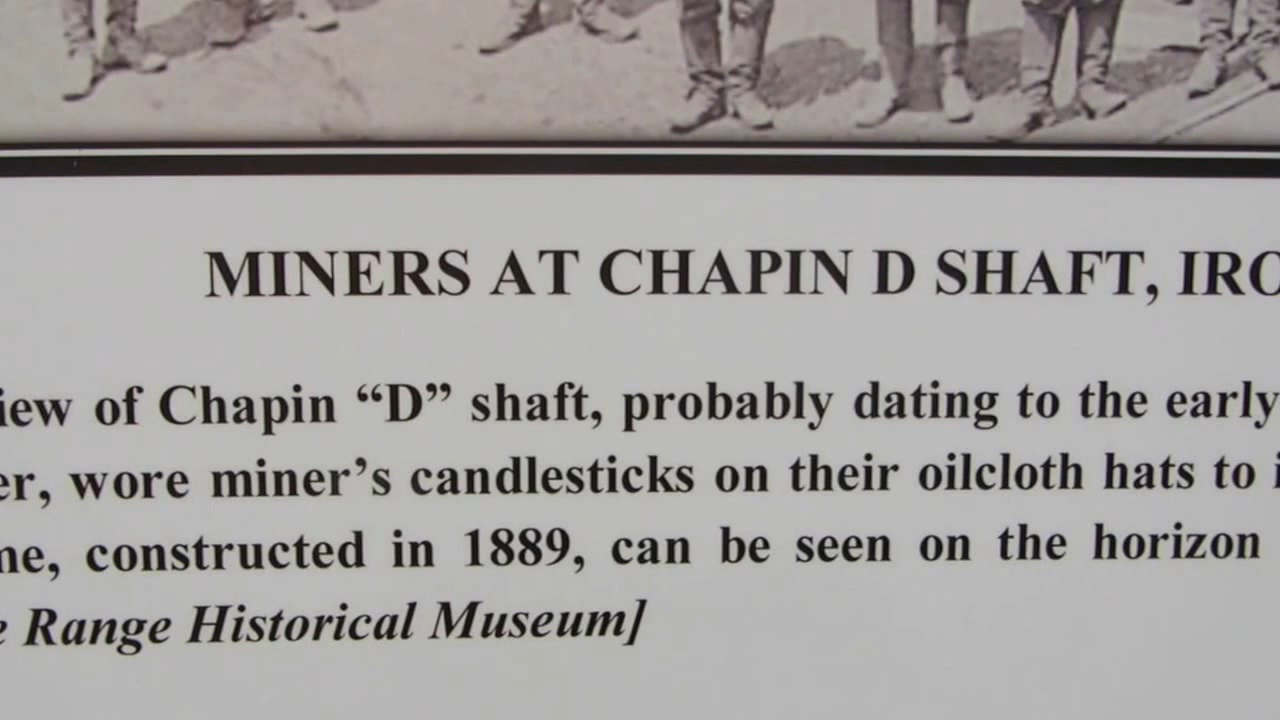 MINERS AT CHAPIN D SHAFT, IRO
iew of Chapin “D” shaft, probably dating to the early
er, wore miner’s candlesticks on their oilcloth hats to i
ne, constructed in 1889, can be seen on the horizon
e Range Historical Museum]